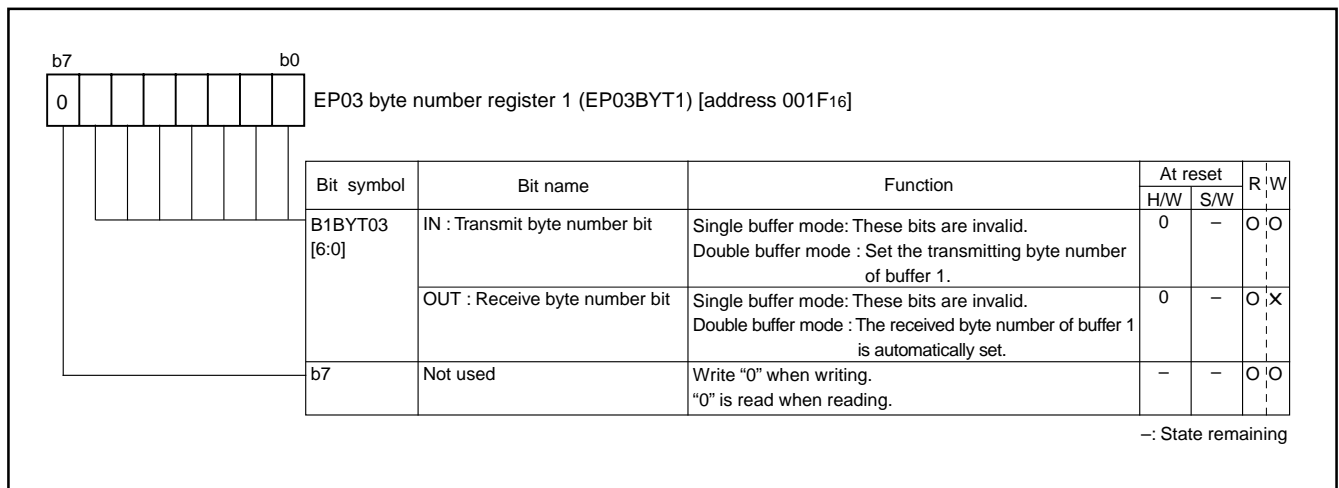 b7 b0
0 EP03 byte number register 1 (EP03BYT1) [address 001F16]
Bit symbol Bit name Function At reset R W
H/W S/W
B1BYT03 IN : Transmit byte number bit Single buffer mode: These bits are invalid. 0 – O O
[6:0] Double buffer mode : Set the transmitting byte number
of buffer 1.
OUT : Receive byte number bit Single buffer mode: These bits are invalid. 0 – O X
Double buffer mode : The received byte number of buffer 1
is automatically set.
b7 Not used Write “0” when writing. – – O O
“0” is read when reading.
–: State remaining